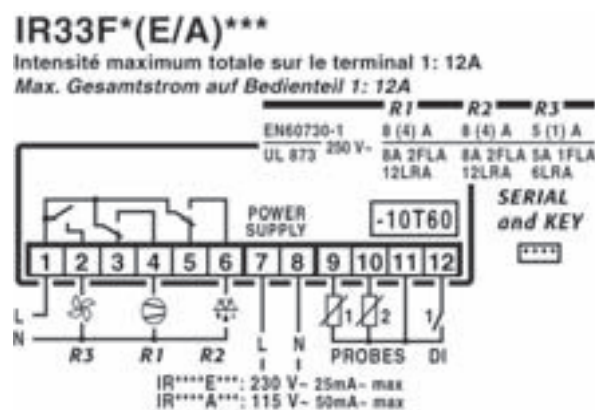 IR33F*(E/A)***
Intensité maximum totale sur le terminal 1: 12A
Max. Gesamtstrom auf Bedienteil 1: 12A
R1 R2 R3
EN60730-1 8 (4) A 8 (4) A 5 (1) A
UL 873 250 V~ 8A 2FLA 8A 2FLA 5A 1FLA
12LRA 12LRA 6LRA
SERIAL
and KEY
POWER
SUPPLY
-10T60
1 2 3 4 5 6 7 8 9 10 11 12
L
N
1 2 1
R3 R1 R2 L N PROBES DI
IR****E***: 230 V~ 25mA~ max
IR****A***: 115 V~ 50mA~ max